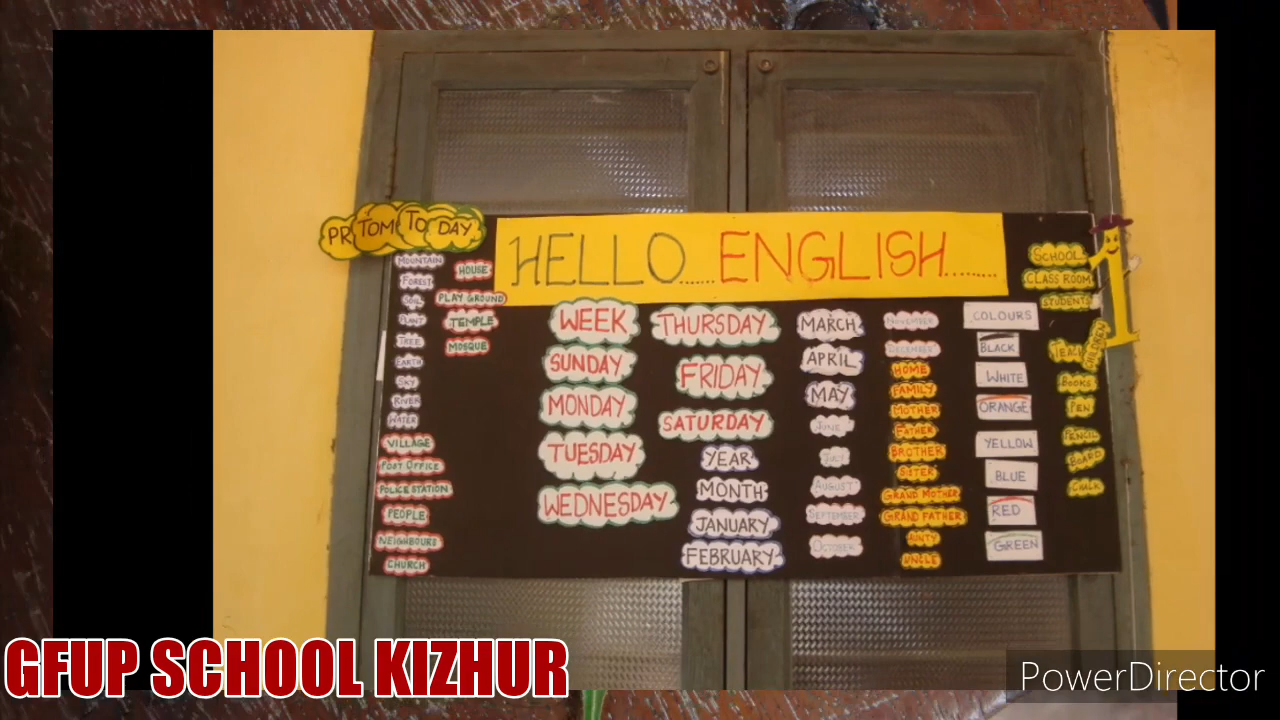 PR TOM TO DAY
HELLO......ENGLISH........
MOUNTAIN
FOREST
SOIL
PLANT
TREE
EARTH
SKY
RIVER
WATER
VILLAGE
POST OFFICE
POLICE STATION
PEOPLE
NEIGHBOURS
CHURCH
HOUSE
PLAY GROUND
TEMPLE
MOSQUE
WEEK
SUNDAY
MONDAY
TUESDAY
WEDNESDAY
THURSDAY
FRIDAY
SATURDAY
YEAR
MONTH
JANUARY
FEBRUARY
MARCH
APRIL
MAY
JUNE
JULY
AUGUST
SEPTEMBER
OCTOBER
NOVEMBER
DECEMBER
HOME
FAMILY
MOTHER
FATHER
BROTHER
SISTER
GRAND MOTHER
GRAND FATHER
AUNTY
UNCLE
COLOURS
BLACK
WHITE
ORANGE
YELLOW
BLUE
RED
GREEN
SCHOOL
CLASS ROOM
STUDENTS
BOOKS
PEN
PENCIL
BOARD
CHALK
1
GFUP SCHOOL KIZHUR
PowerDirector